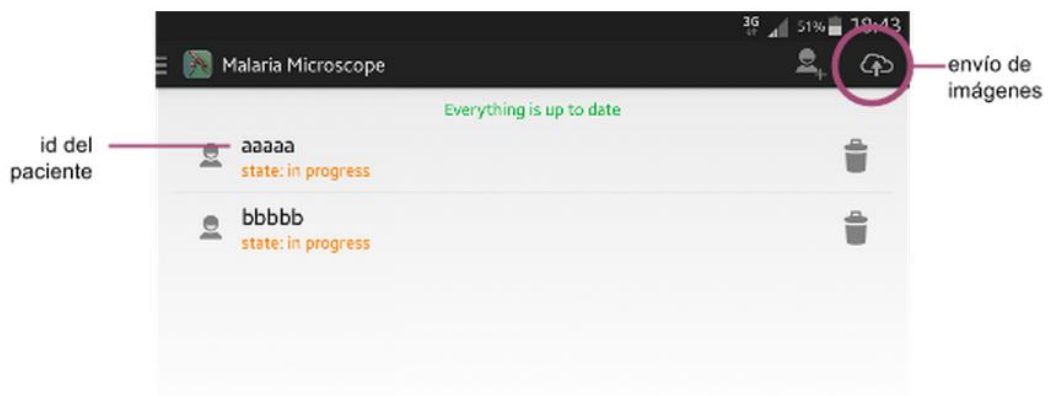 3G 51% 19:43
Malaria Microscope
envío de
imágenes
Everything is up to date
id del
paciente
aaaaa
state: in progress
bbbbb
state: in progress